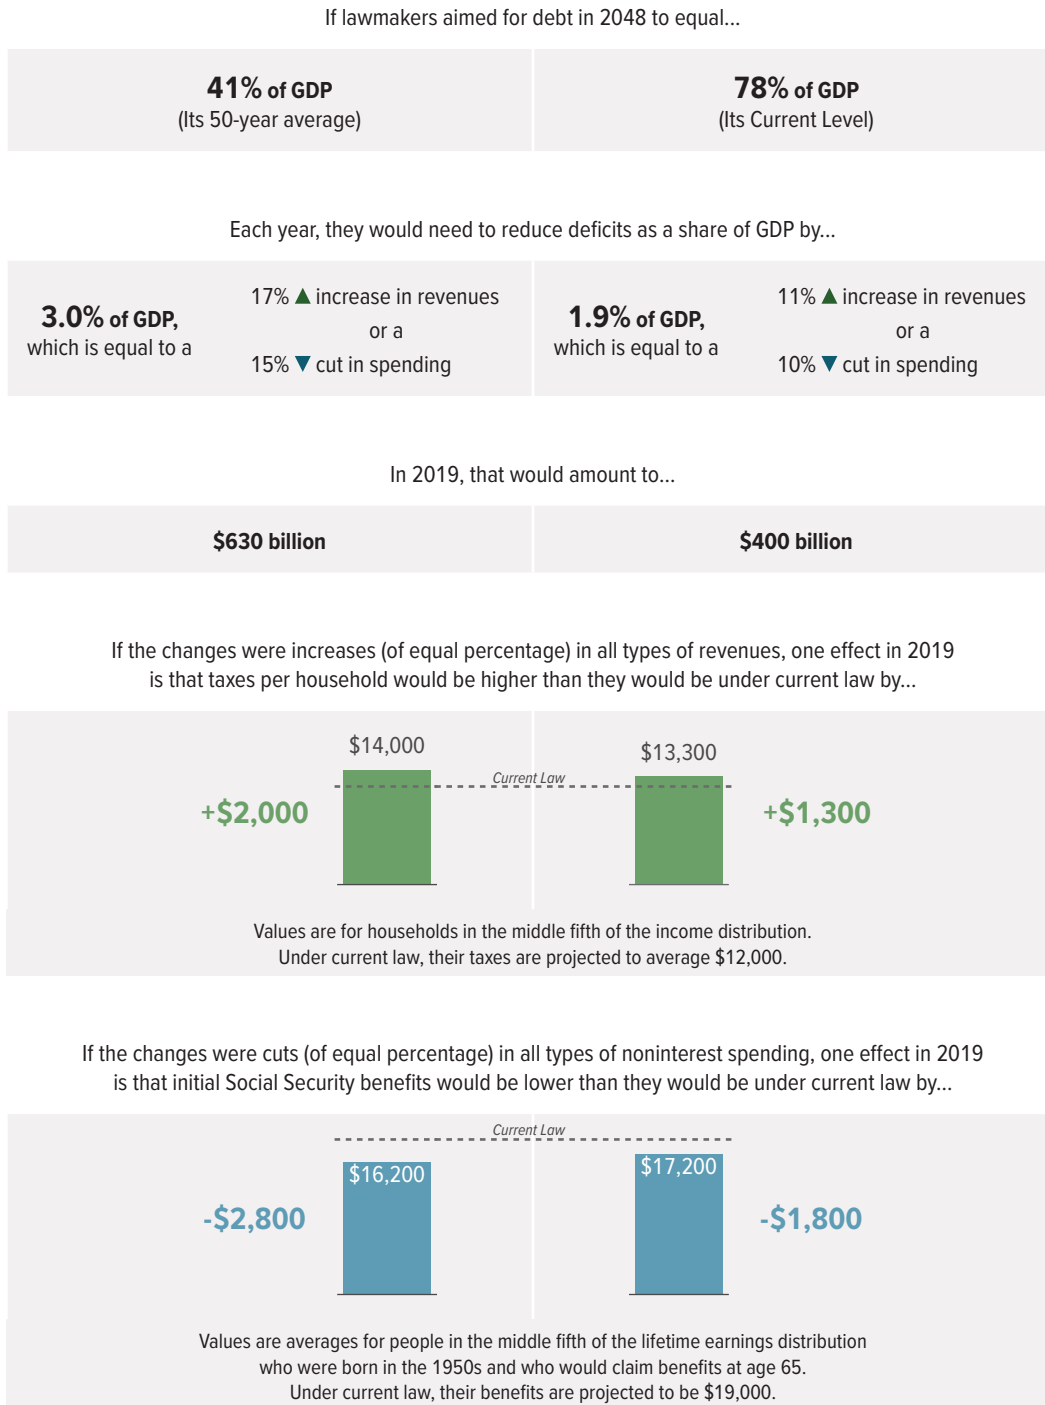 If lawmakers aimed for debt in 2048 to equal...
41% of GDP
(Its 50-year average)
78% of GDP
(Its Current Level)
Each year, they would need to reduce deficits as a share of GDP by...
3.0% of GDP,
which is equal to a
17% ▲ increase in revenues
or a
15% ▼ cut in spending
1.9% of GDP,
which is equal to a
11% ▲ increase in revenues
or a
10% ▼ cut in spending
In 2019, that would amount to...
$630 billion
$400 billion
If the changes were increases (of equal percentage) in all types of revenues, one effect in 2019
is that taxes per household would be higher than they would be under current law by...
$14,000
$13,300
Current Law
+$2,000
+$1,300
Values are for households in the middle fifth of the income distribution.
Under current law, their taxes are projected to average $12,000.
If the changes were cuts (of equal percentage) in all types of noninterest spending, one effect in 2019
is that initial Social Security benefits would be lower than they would be under current law by...
Current Law
$16,200
$17,200
-$2,800
-$1,800
Values are averages for people in the middle fifth of the lifetime earnings distribution
who were born in the 1950s and who would claim benefits at age 65.
Under current law, their benefits are projected to be $19,000.